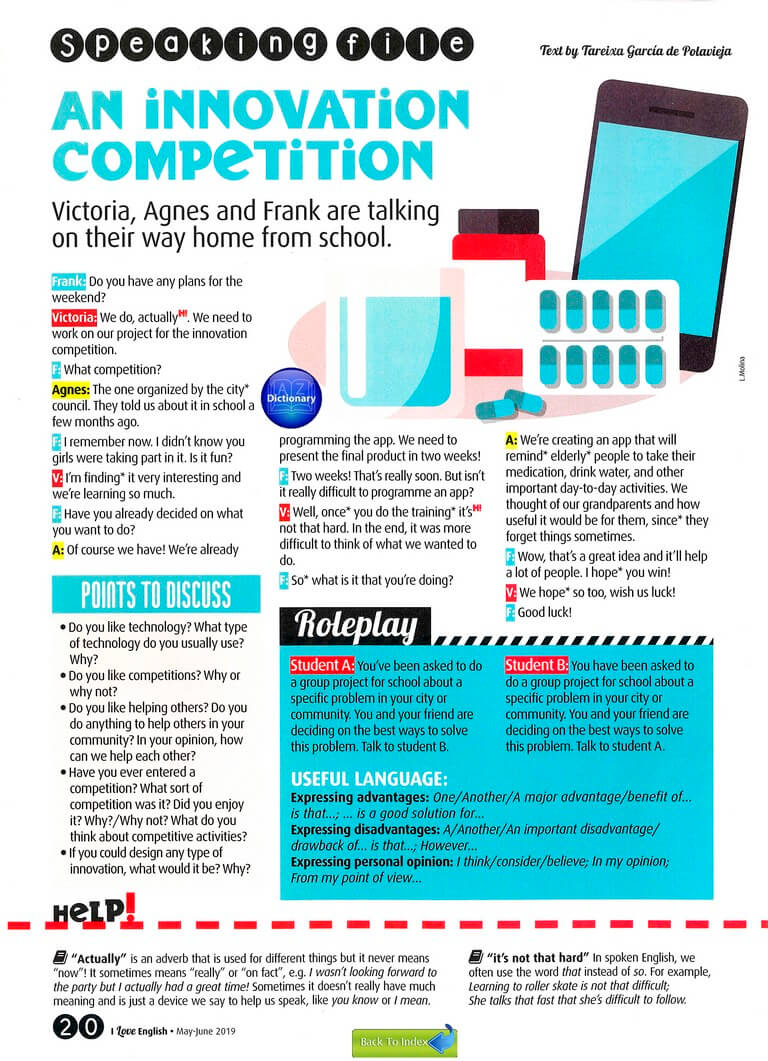 Speaking file
Text by Tareixa García de Polavieja
AN INNOVATION
COMPETITION
Victoria, Agnes and Frank are talking
on their way home from school.
L.Molina
Frank: Do you have any plans for the
weekend?
Victoria: We do, actually H!. We need to
work on our project for the innovation
competition.
F: What competition?
Agnes: The one organized by the city*
council. They told us about it in school a
few months ago.
F: I remember now. I didn't know you
girls were taking part in it. Is it fun?
V: I'm finding* it very interesting and
we're learning so much.
F: Have you already decided on what
you want to do?
A: Of course we have! We're already
AZ
Dictionary
programming the app. We need to
present the final product in two weeks!
F: Two weeks! That's really soon. But isn't
it really difficult to programme an app?
V: Well, once* you do the training* it's H!
not that hard. In the end, it was more
difficult to think of what we wanted to
do.
F: So* what is it that you're doing?
A: We're creating an app that will
remind* elderly* people to take their
medication, drink water, and other
important day-to-day activities. We
thought of our grandparents and how
useful it would be for them, since* they
forget things sometimes.
F: Wow, that's a great idea and it'll help
a lot of people. I hope* you win!
V: We hope* so too, wish us luck!
F: Good luck!
POINTS TO DISCUSS
• Do you like technology? What type
of technology do you usually use?
Why?
• Do you like competitions? Why or
why not?
• Do you like helping others? Do you
do anything to help others in your
community? In your opinion, how
can we help each other?
• Have you ever entered a
competition? What sort of
competition was it? Did you enjoy
it? Why?/Why not? What do you
think about competitive activities?
• If you could design any type of
innovation, what would it be? Why?
Roleplay
Student A: You've been asked to do
a group project for school about a
specific problem in your city or
community. You and your friend are
deciding on the best ways to solve
this problem. Talk to student B.
Student B: You have been asked to
do a group project for school about a
specific problem in your city or
community. You and your friend are
deciding on the best ways to solve
this problem. Talk to student A.
USEFUL LANGUAGE:
Expressing advantages: One/Another/A major advantage/benefit of...
is that...; ... is a good solution for...
Expressing disadvantages: A/Another/An important disadvantage/
drawback of... is that...; However...
Expressing personal opinion: I think/consider/believe; In my opinion;
From my point of view...
HELP!
"Actually" is an adverb that is used for different things but it never means
"now"! It sometimes means "really" or "on fact", e.g. I wasn't looking forward to
the party but I actually had a great time! Sometimes it doesn't really have much
meaning and is just a device we say to help us speak, like you know or I mean.
"it's not that hard" In spoken English, we
often use the word that instead of so. For example,
Learning to roller skate is not that difficult;
She talks that fast that she's difficult to follow.
20 I Love English • May-June 2019
Back To Index